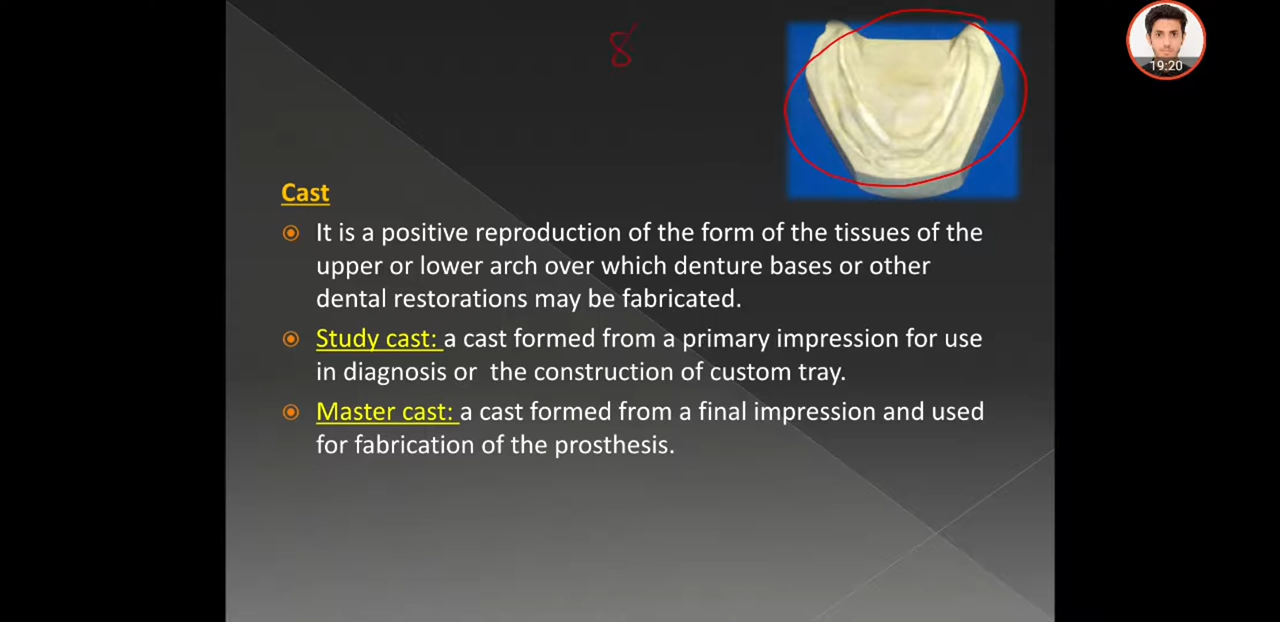 8
19:20
Cast
It is a positive reproduction of the form of the tissues of the
upper or lower arch over which denture bases or other
dental restorations may be fabricated.
Study cast: a cast formed from a primary impression for use
in diagnosis or the construction of custom tray.
Master cast: a cast formed from a final impression and used
for fabrication of the prosthesis.